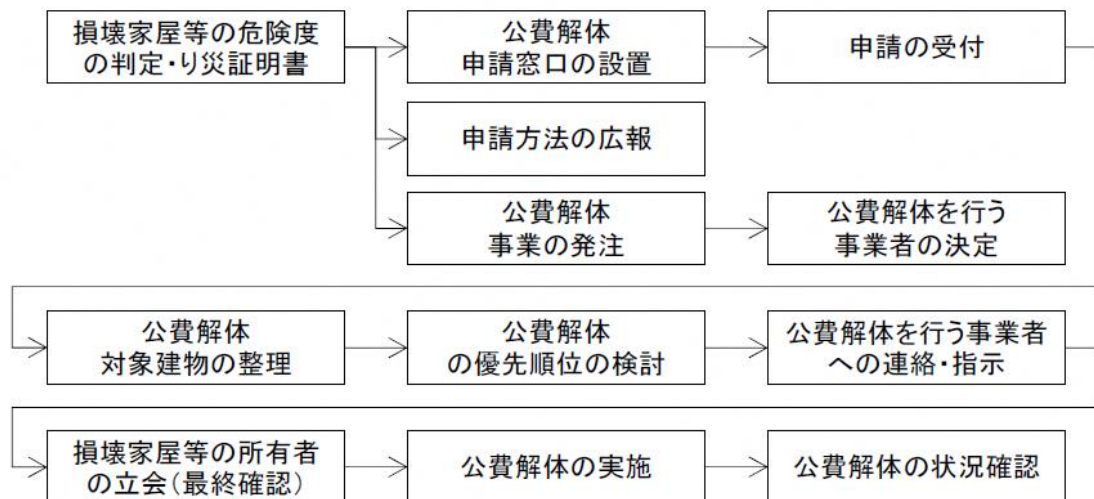 損壊家屋等の危険度
の判定・り災証明書
公費解体
申請窓口の設置
申請の受付
申請方法の広報
公費解体
事業の発注
公費解体を行う
事業者の決定
公費解体
対象建物の整理
公費解体
の優先順位の検討
公費解体を行う事業者
への連絡・指示
損壊家屋等の所有者
の立会（最終確認）
公費解体の実施
公費解体の状況確認